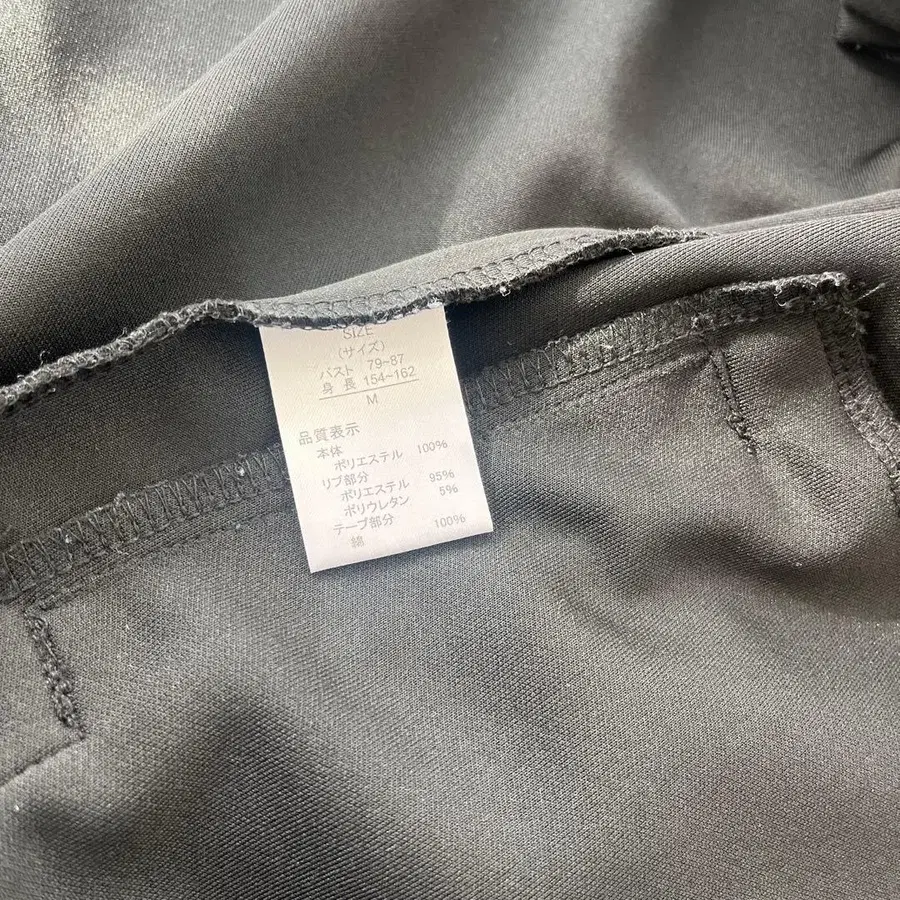 SIZE
(サイズ)
バスト 79~87
身長 154~162
M
品質表示
本体
ポリエステル 100%
リブ部分
ポリエステル 95%
ポリウレタン 5%
テープ部分
綿 100%